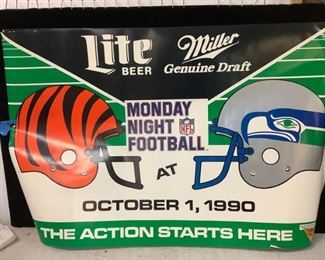 Lite Miller
BEER Genuine Draft
MONDAY
NIGHT NFL
FOOTBALL
AT
OCTOBER 1, 1990
THE ACTION STARTS HERE